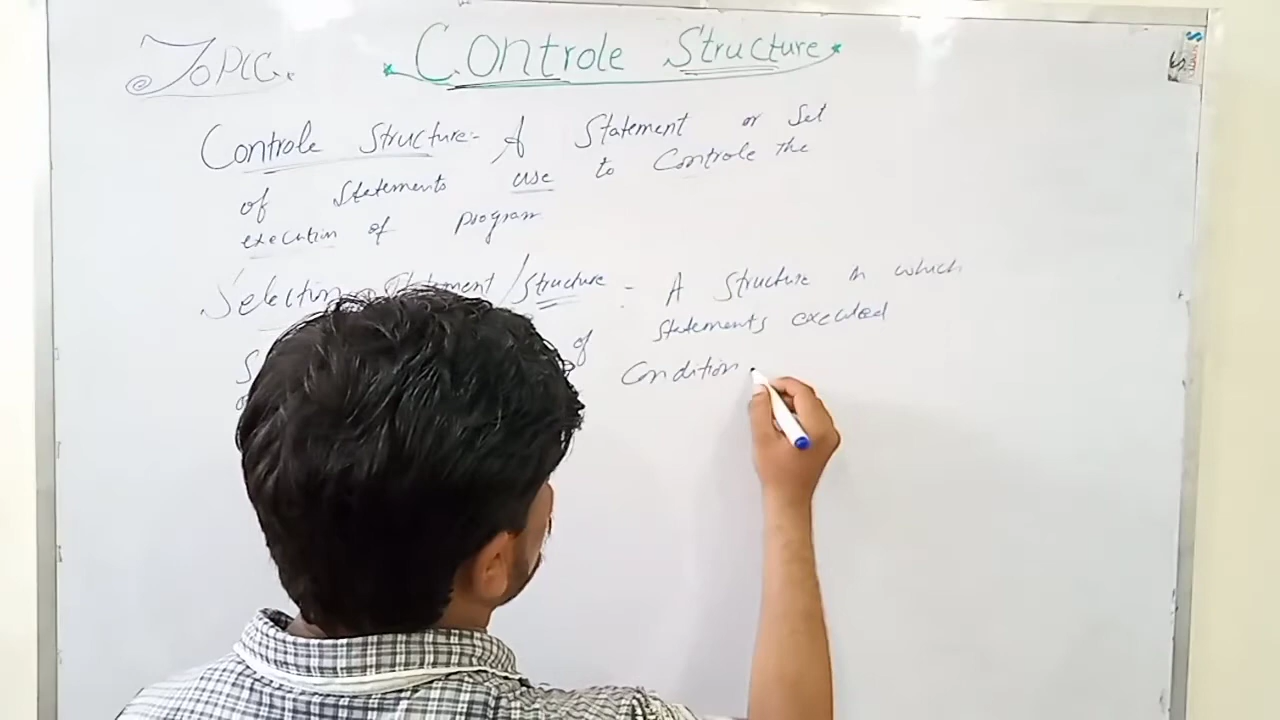 TOPIC.
Controle Structure
Controle Structure:- A Statement or Set
of Statements use to Controle the
execution of program
Selection Statement / Structure :- A Structure in which
of Statements executed
Condition.